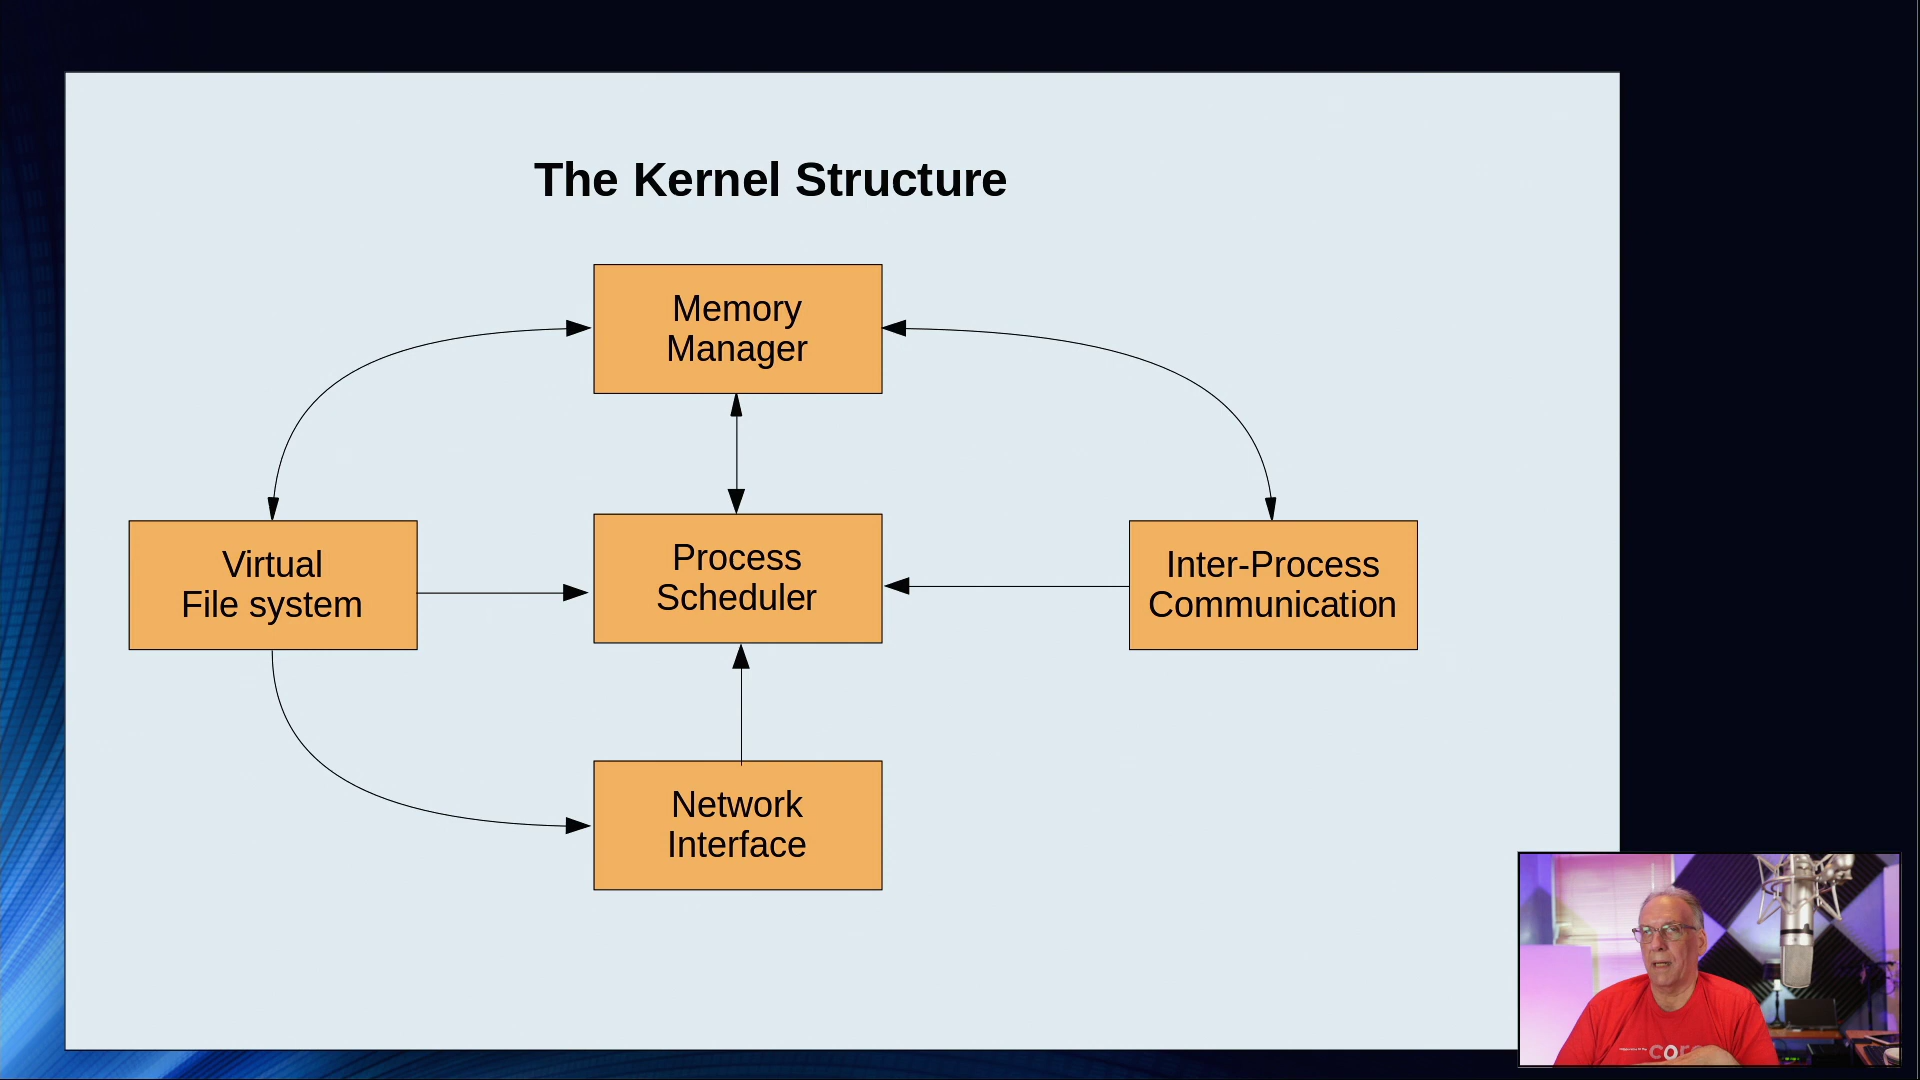 The Kernel Structure
Memory
Manager
Virtual
File system
Process
Scheduler
Inter-Process
Communication
Network
Interface